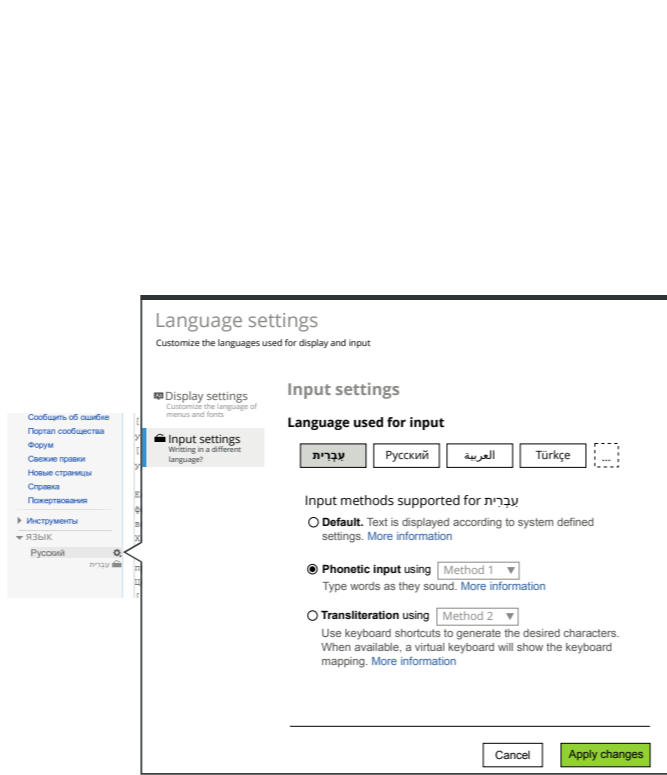 Сообщить об ошибке
Портал сообщества
Форум
Свежие правки
Новые страницы
Справка
Пожертвования
Инструменты
ЯЗЫК
Русский
עברית
Language settings
Customize the languages used for display and input
Display settings
Customize the language of
menus and fonts
Input settings
Writting in a different
language?
Input settings
Language used for input
עִבְרִית
Русский
العربية
Türkçe
...
Input methods supported for עִבְרִית
Default. Text is displayed according to system defined
settings. More information
Phonetic input using Method 1
Type words as they sound. More information
Transliteration using Method 2
Use keyboard shortcuts to generate the desired characters.
When available, a virtual keyboard will show the keyboard
mapping. More information
Cancel
Apply changes